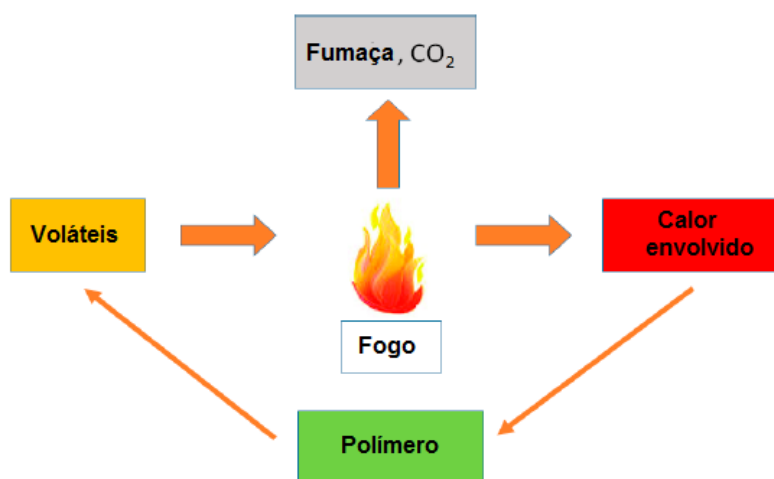 Fumaça, CO₂
Voláteis
Calor
envolvido
Fogo
Polímero